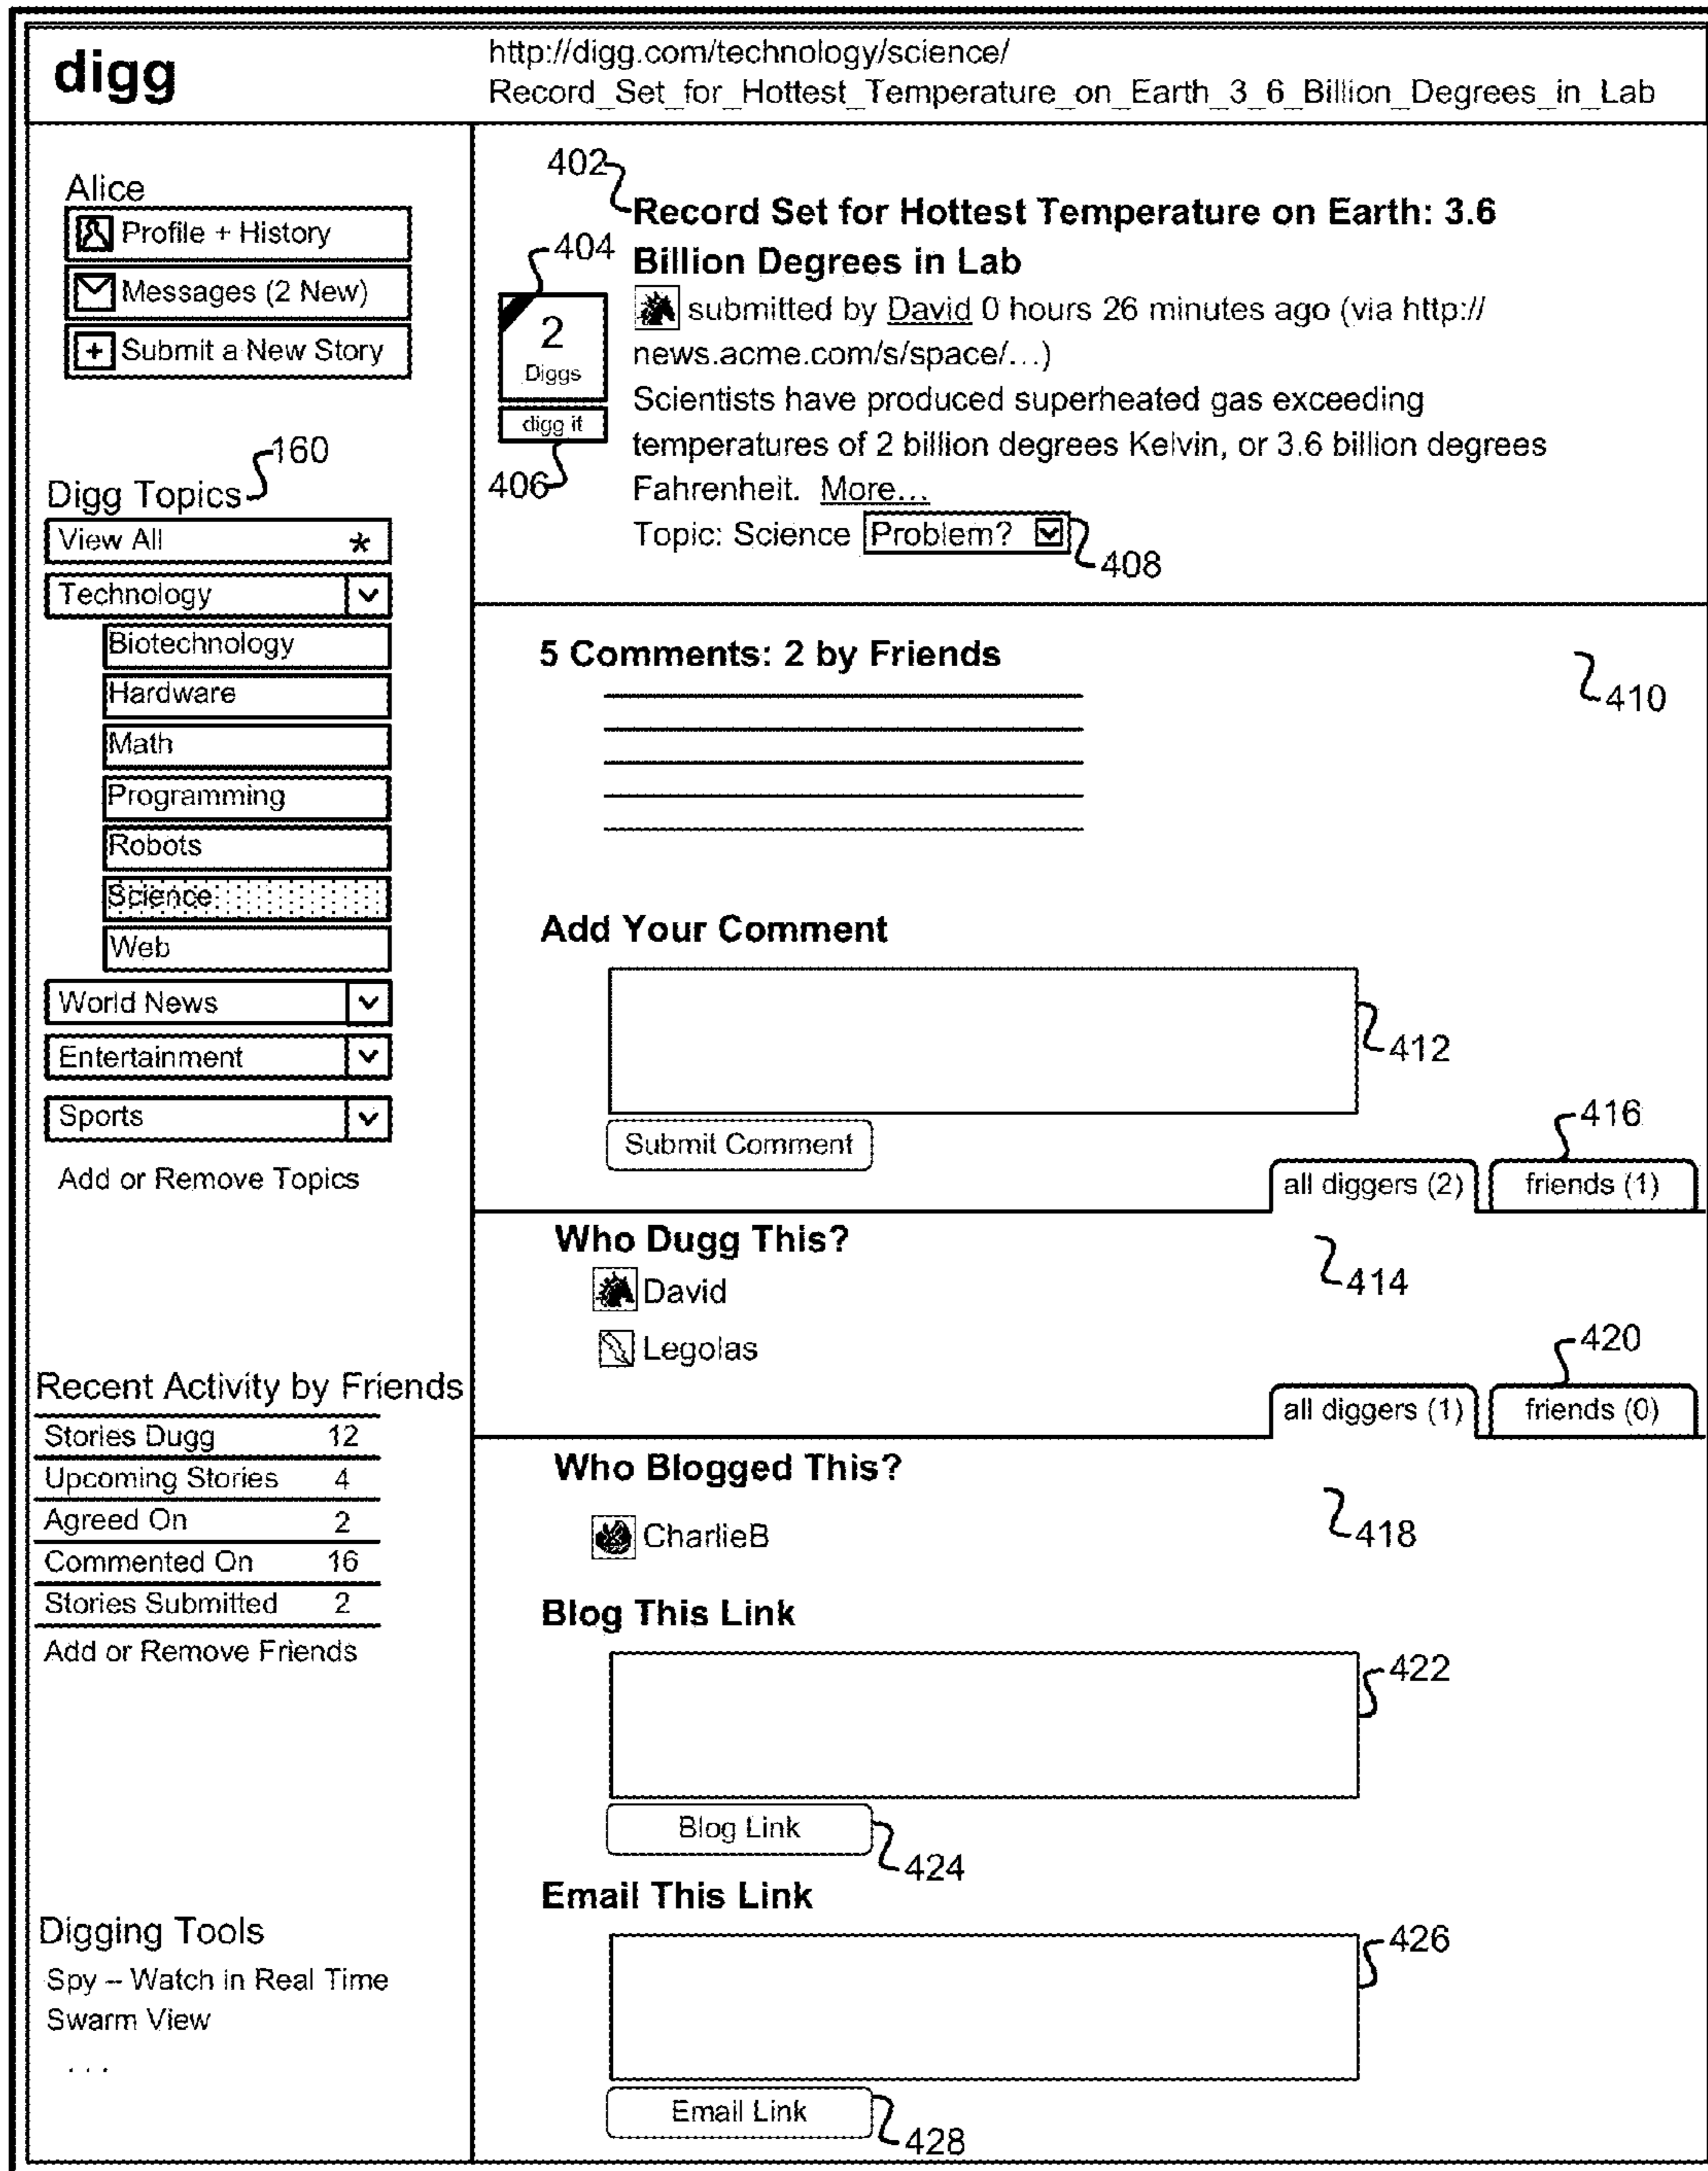 digg
http://digg.com/technology/science/
Record_Set_for_Hottest_Temperature_on_Earth_3_6_Billion_Degrees_in_Lab
Alice
Profile + History
Messages (2 New)
+ Submit a New Story
160
Digg Topics
View All *
Technology
Biotechnology
Hardware
Math
Programming
Robots
Science
Web
World News
Entertainment
Sports
Add or Remove Topics
Recent Activity by Friends
Stories Dugg 12
Upcoming Stories 4
Agreed On 2
Commented On 16
Stories Submitted 2
Add or Remove Friends
Digging Tools
Spy – Watch in Real Time
Swarm View
. . .
402
Record Set for Hottest Temperature on Earth: 3.6
Billion Degrees in Lab
404
2
Diggs
digg it
406
submitted by David 0 hours 26 minutes ago (via http://
news.acme.com/s/space/...)
Scientists have produced superheated gas exceeding
temperatures of 2 billion degrees Kelvin, or 3.6 billion degrees
Fahrenheit. More...
Topic: Science Problem?
408
5 Comments: 2 by Friends
410
Add Your Comment
412
Submit Comment
416
all diggers (2) friends (1)
Who Dugg This?
414
David
Legolas
420
all diggers (1) friends (0)
Who Blogged This?
418
CharlieB
Blog This Link
422
Blog Link
424
Email This Link
426
Email Link
428